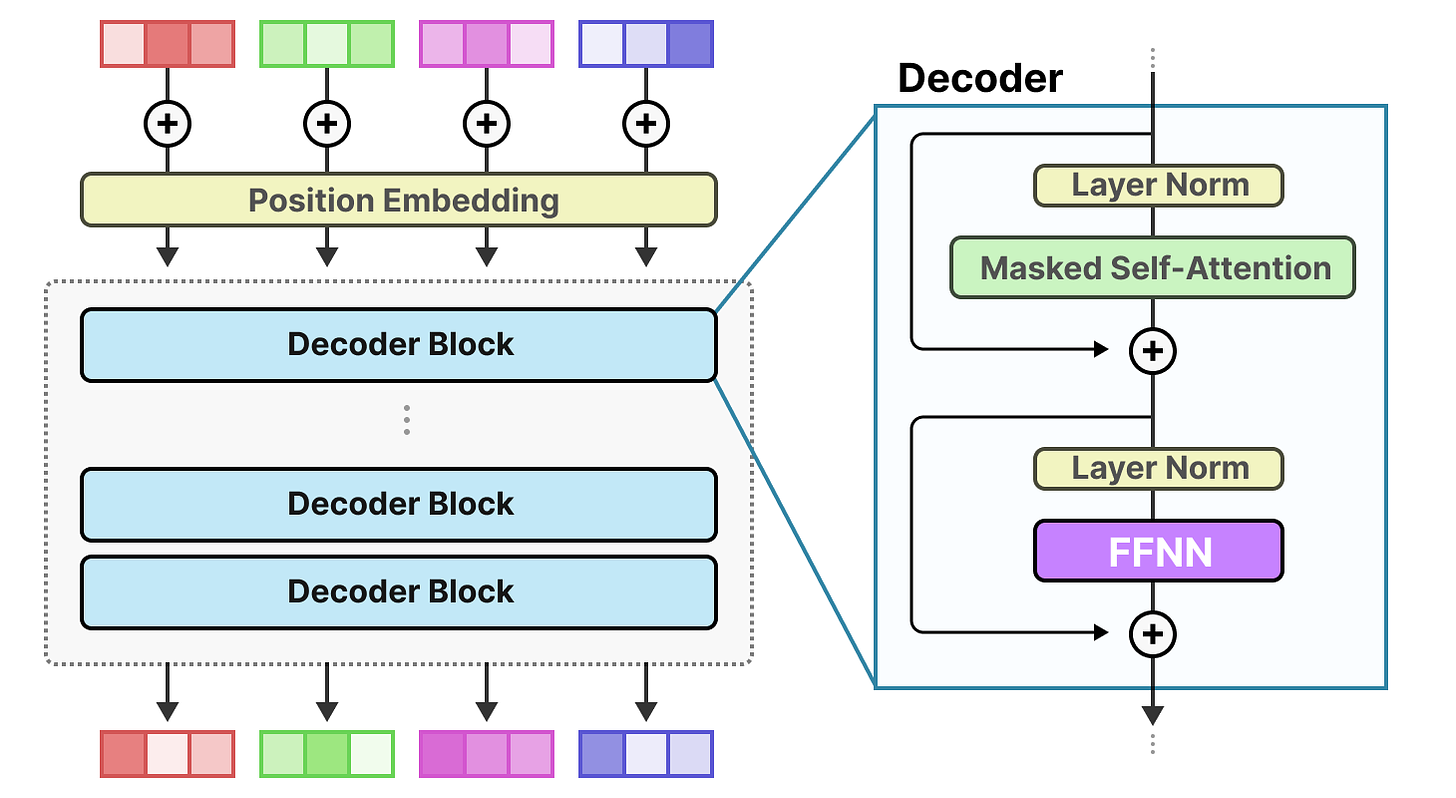 Position Embedding
Decoder Block
Decoder Block
Decoder Block
Decoder
Layer Norm
Masked Self-Attention
Layer Norm
FFNN